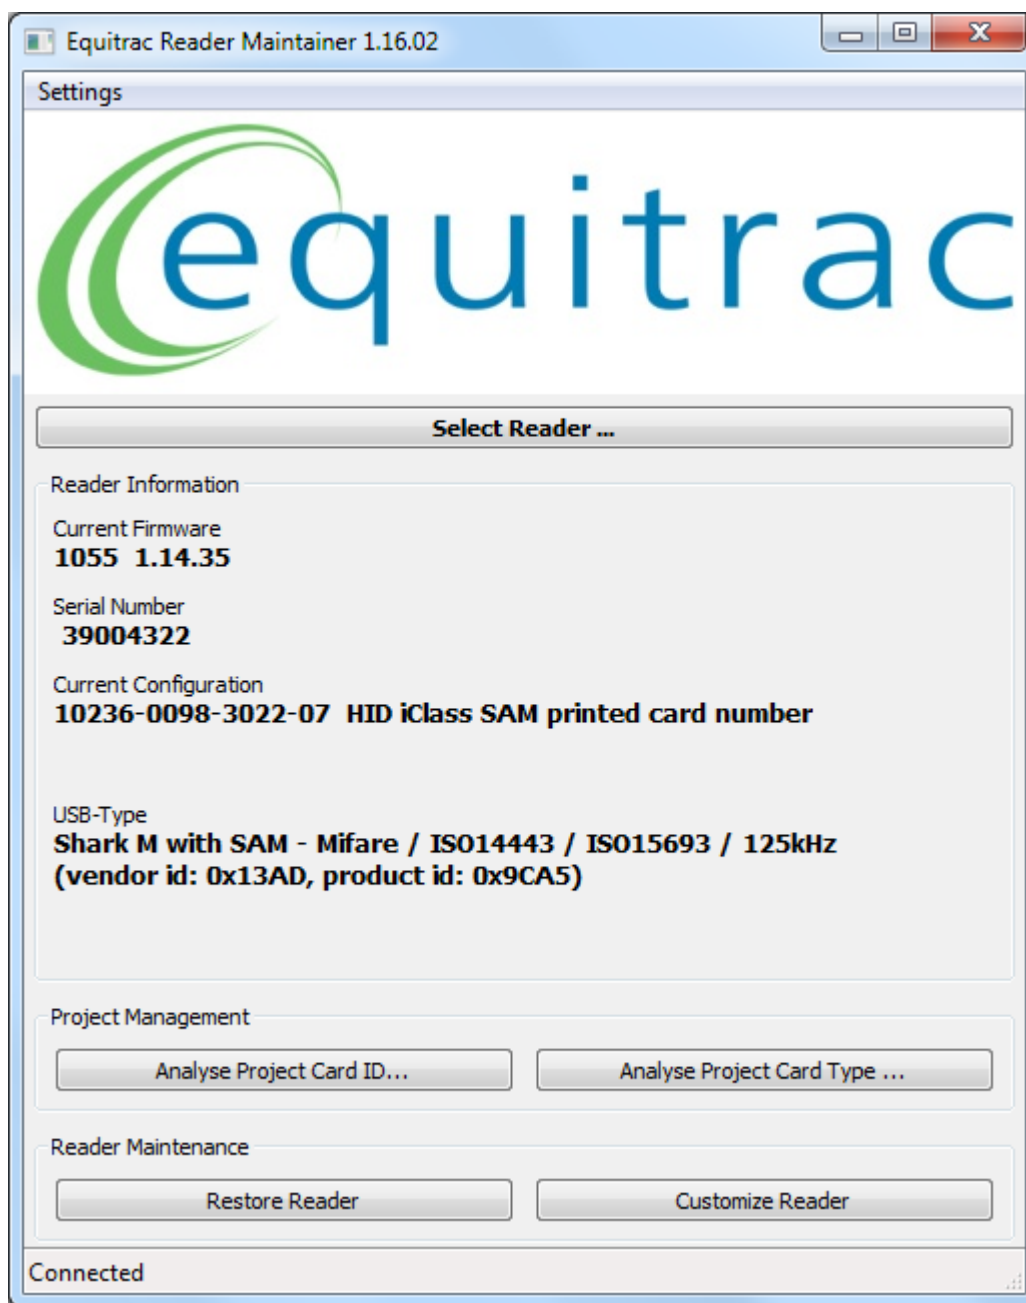 Equitrac Reader Maintainer 1.16.02
Settings
equitrac
Select Reader ...
Reader Information
Current Firmware
1055 1.14.35
Serial Number
39004322
Current Configuration
10236-0098-3022-07 HID iClass SAM printed card number
USB-Type
Shark M with SAM - Mifare / ISO14443 / ISO15693 / 125kHz
(vendor id: 0x13AD, product id: 0x9CA5)
Project Management
Analyse Project Card ID... Analyse Project Card Type ...
Reader Maintenance
Restore Reader Customize Reader
Connected